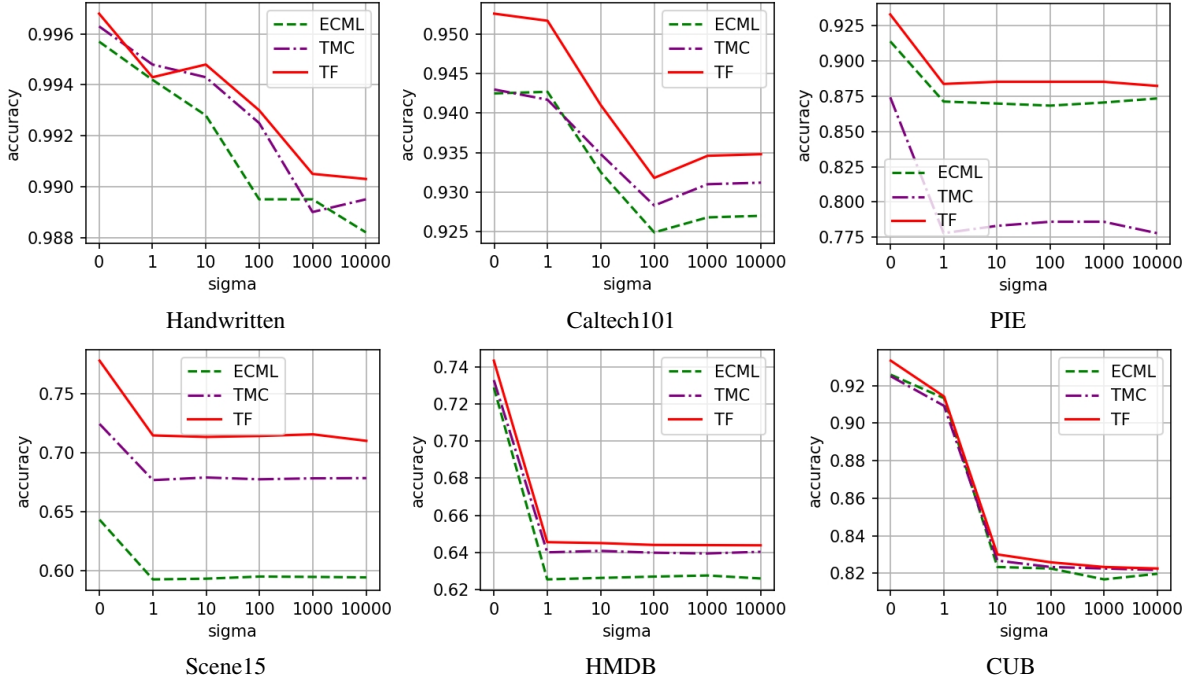 0.996
0.994
0.992
0.990
0.988
accuracy
0
1
10
100
1000
10000
sigma
ECML
TMC
TF
Handwritten
0.950
0.945
0.940
0.935
0.930
0.925
accuracy
0
1
10
100
1000
10000
sigma
ECML
TMC
TF
Caltech101
0.925
0.900
0.875
0.850
0.825
0.800
0.775
accuracy
0
1
10
100
1000
10000
sigma
ECML
TMC
TF
PIE
0.75
0.70
0.65
0.60
accuracy
0
1
10
100
1000
10000
sigma
ECML
TMC
TF
Scene15
0.74
0.72
0.70
0.68
0.66
0.64
0.62
accuracy
0
1
10
100
1000
10000
sigma
ECML
TMC
TF
HMDB
0.92
0.90
0.88
0.86
0.84
0.82
accuracy
0
1
10
100
1000
10000
sigma
ECML
TMC
TF
CUB